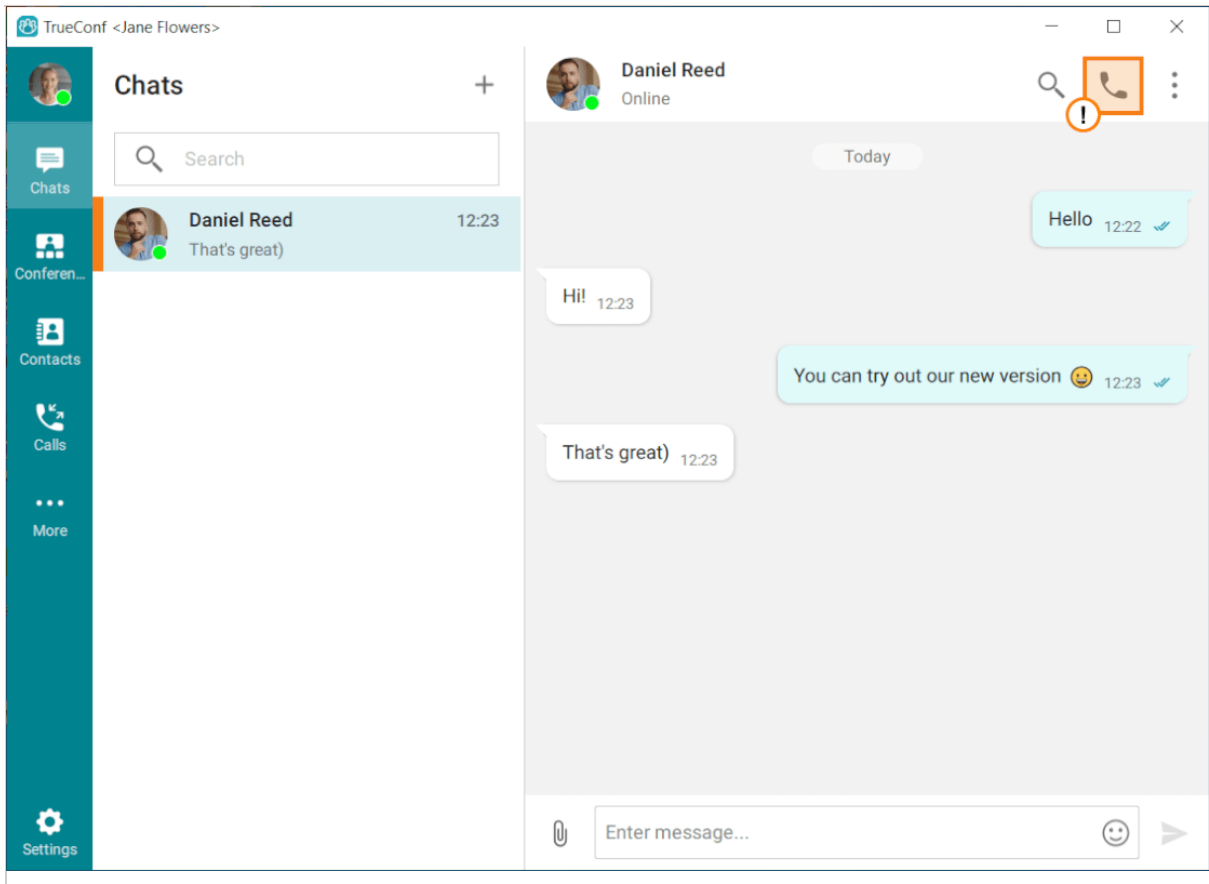 TrueConf <Jane Flowers>
Chats
Search
Daniel Reed 12:23
That's great)
Chats
Conferen...
Contacts
Calls
More
Settings
Daniel Reed
Online
!
Today
Hello 12:22
Hi! 12:23
You can try out our new version 😀 12:23
That's great) 12:23
Enter message...